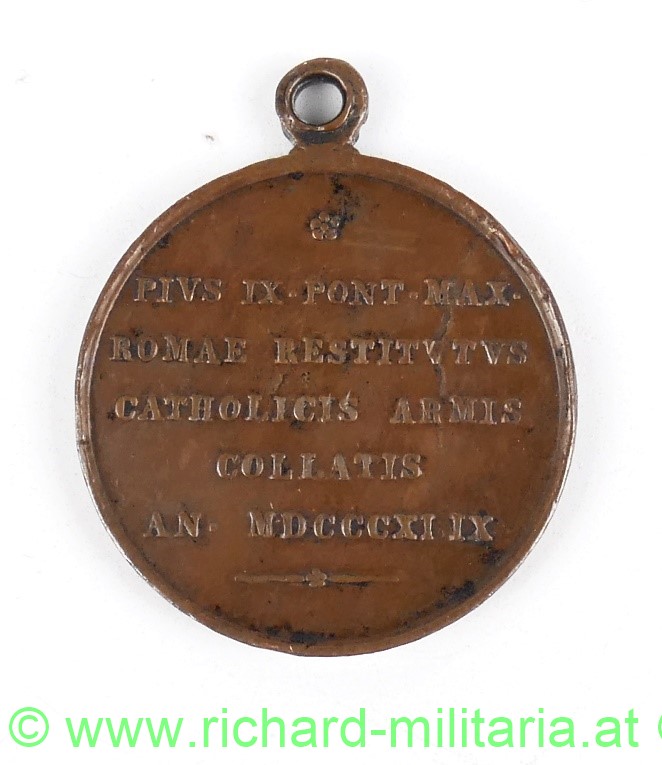 PIVS IX · PONT · MAX ·
ROMAE RESTITVTVS
CATHOLICIS ARMIS
COLLATIS
AN · MDCCCXLIX
© www.richard-militaria.at ©